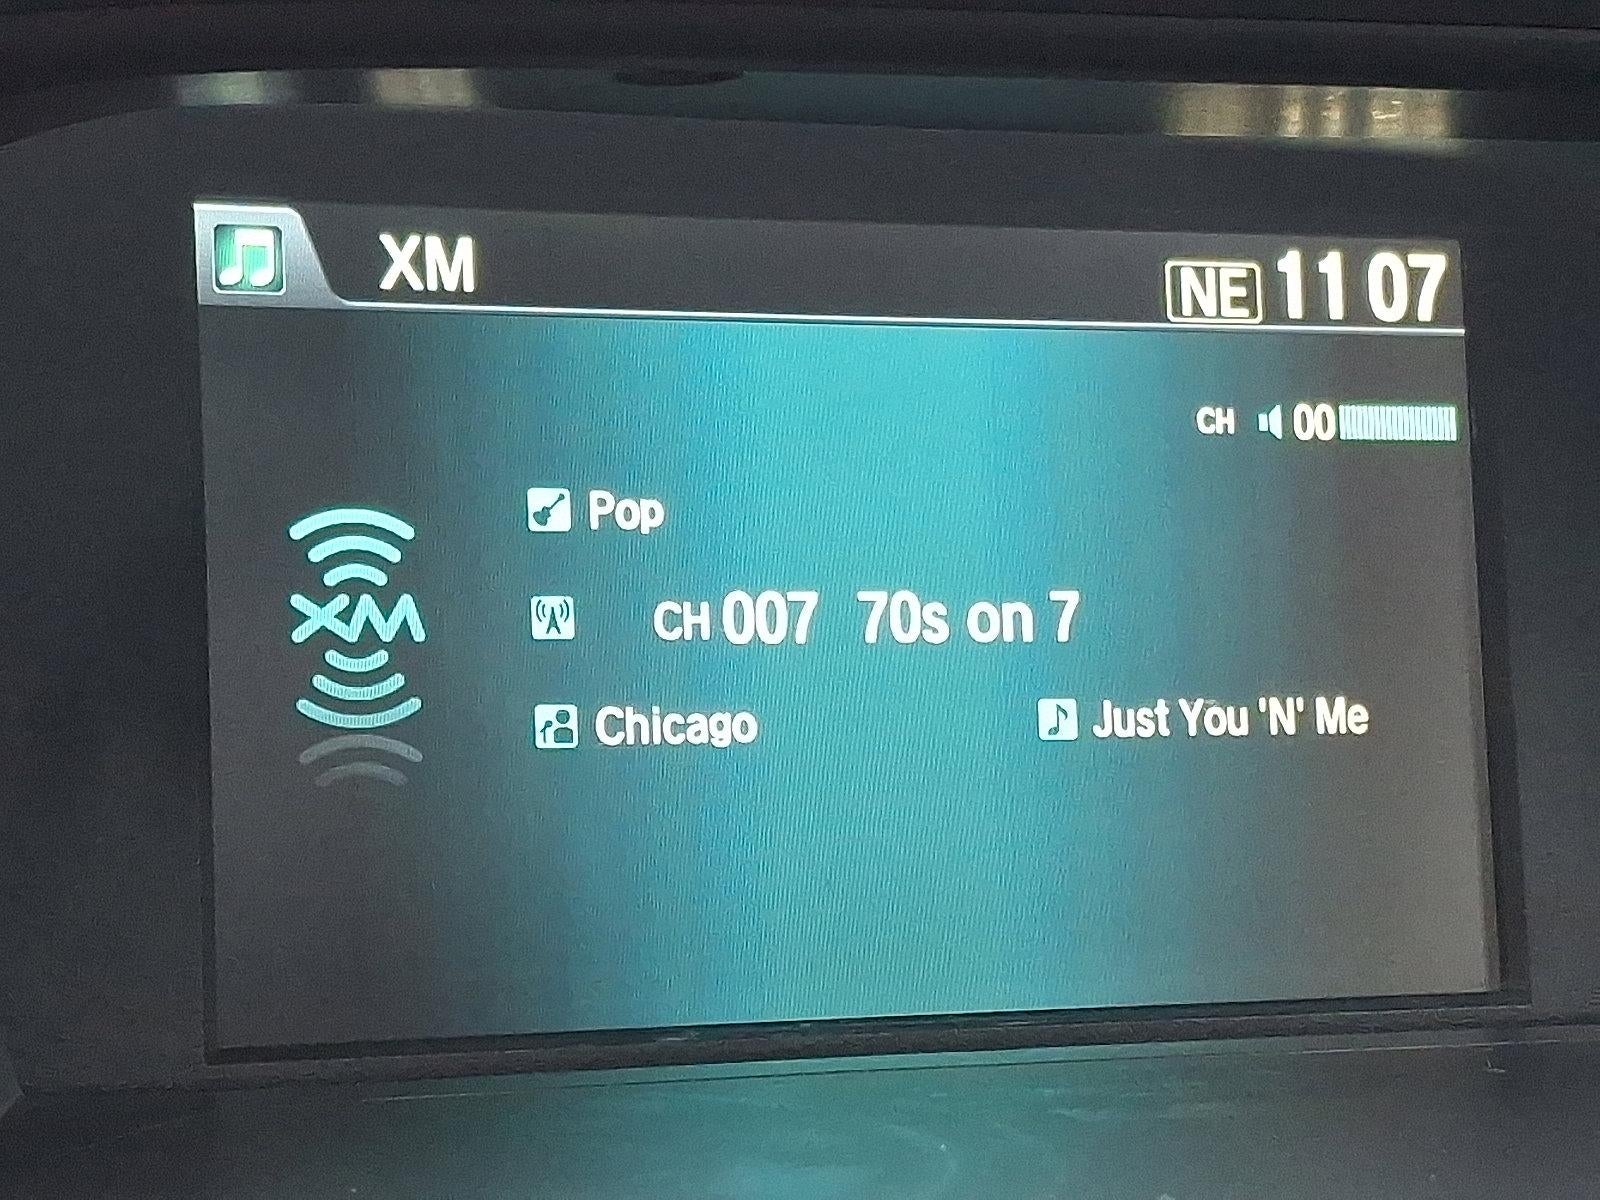 XM NE 11 07
CH 00
Pop
XM
CH 007 70s on 7
Chicago Just You 'N' Me